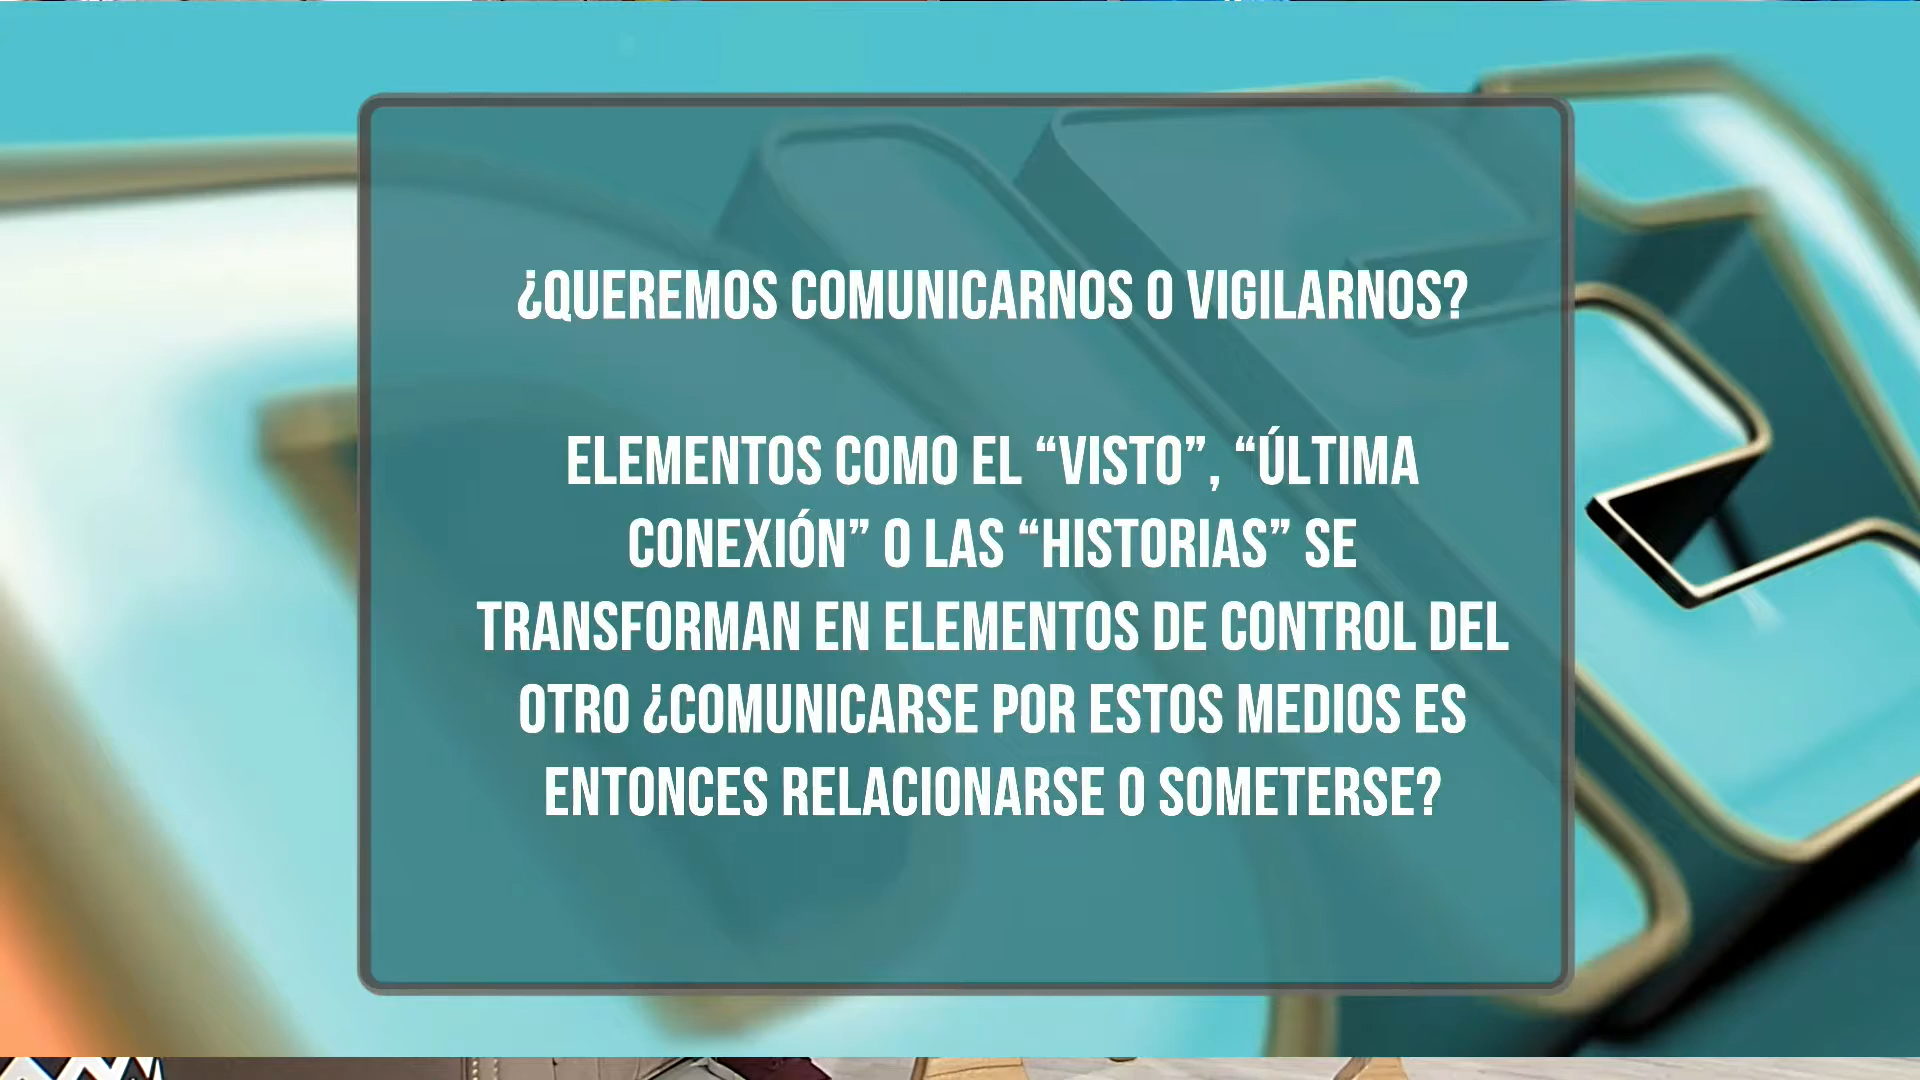 ¿QUEREMOS COMUNICARNOS O VIGILARNOS?
ELEMENTOS COMO EL “VISTO”, “ÚLTIMA
CONEXIÓN” O LAS “HISTORIAS” SE
TRANSFORMAN EN ELEMENTOS DE CONTROL DEL
OTRO ¿COMUNICARSE POR ESTOS MEDIOS ES
ENTONCES RELACIONARSE O SOMETERSE?